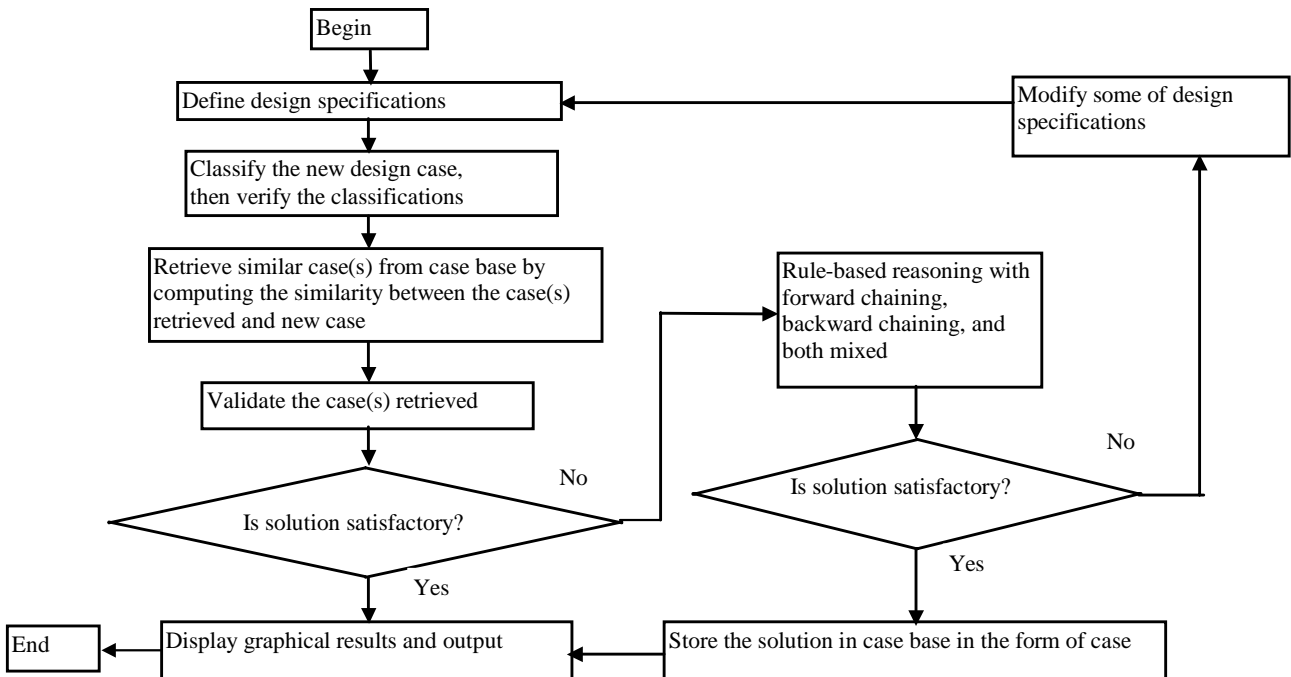 Begin
Define design specifications
Modify some of design
specifications
Classify the new design case,
then verify the classifications
Retrieve similar case(s) from case base by
computing the similarity between the case(s)
retrieved and new case
Rule-based reasoning with
forward chaining,
backward chaining, and
both mixed
Validate the case(s) retrieved
No
Is solution satisfactory?
Yes
No
Is solution satisfactory?
Yes
End
Display graphical results and output
Store the solution in case base in the form of case